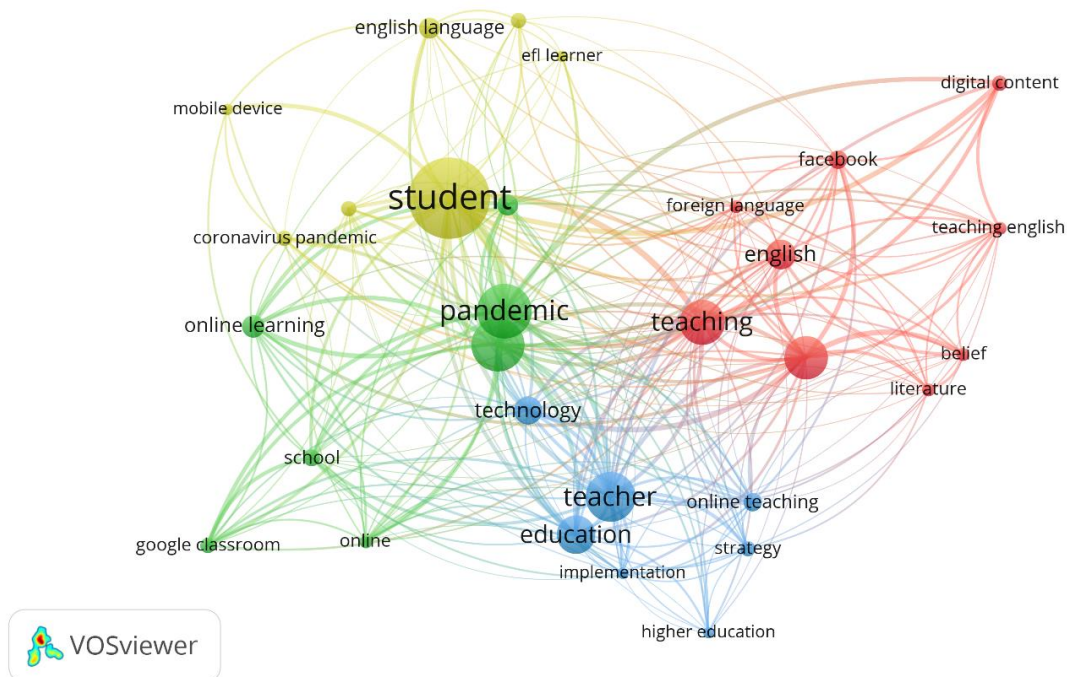 english language
efl learner
digital content
mobile device
facebook
student
foreign language
teaching english
coronavirus pandemic
english
pandemic
teaching
online learning
belief
literature
technology
school
teacher
online teaching
education
google classroom
online
strategy
implementation
higher education
VOSviewer